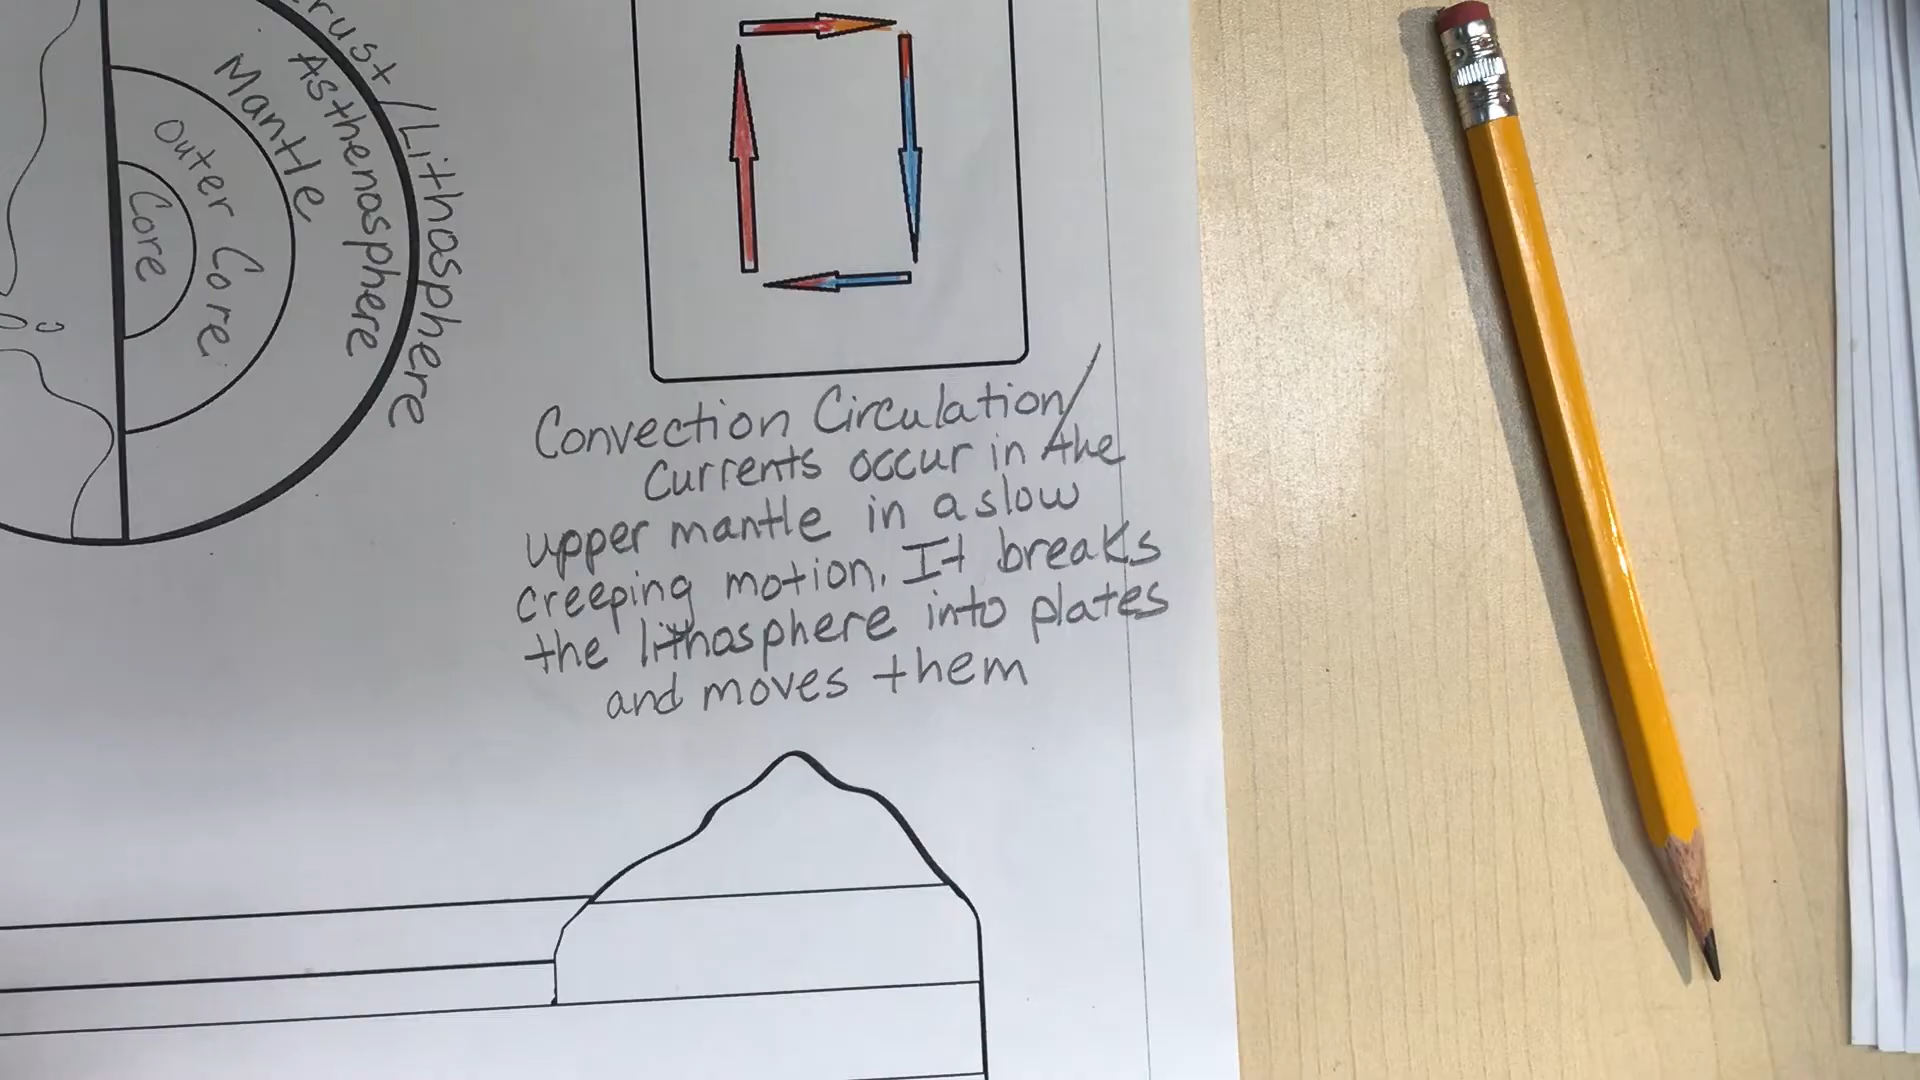 rust/Lithosphere
Asthenosphere
Mantle
Outer Core
Core
Convection Circulation/
Currents occur in the
upper mantle in a slow
creeping motion. It breaks
the lithosphere into plates
and moves them